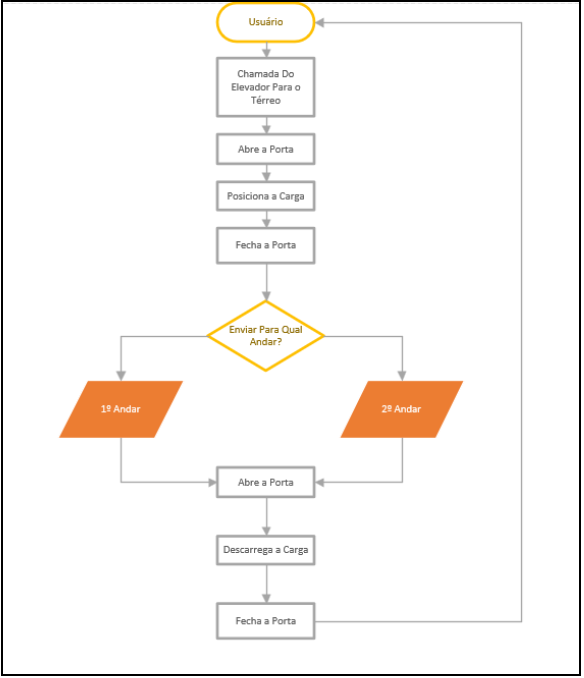 Usuário
Chamada Do
Elevador Para o
Térreo
Abre a Porta
Posiciona a Carga
Fecha a Porta
Enviar Para Qual
Andar?
1º Andar
2º Andar
Abre a Porta
Descarrega a Carga
Fecha a Porta